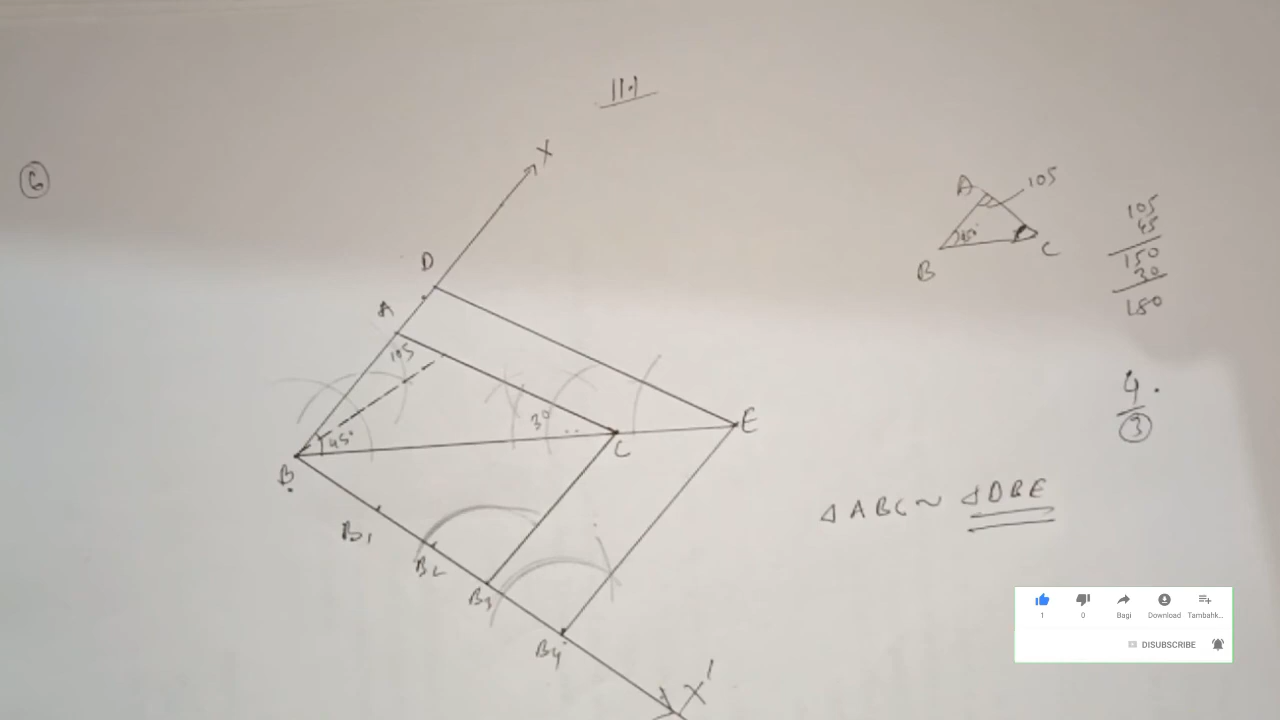 11.1
6
X
A 105
B 45° C
105
45
150
30
180
D
A
105
45° 30
B C E
B1
B2
B3
B4
X'
4
3
△ABC ~ △DBE
1 0 Bagi Download Tambahk...
DISUBSCRIBE